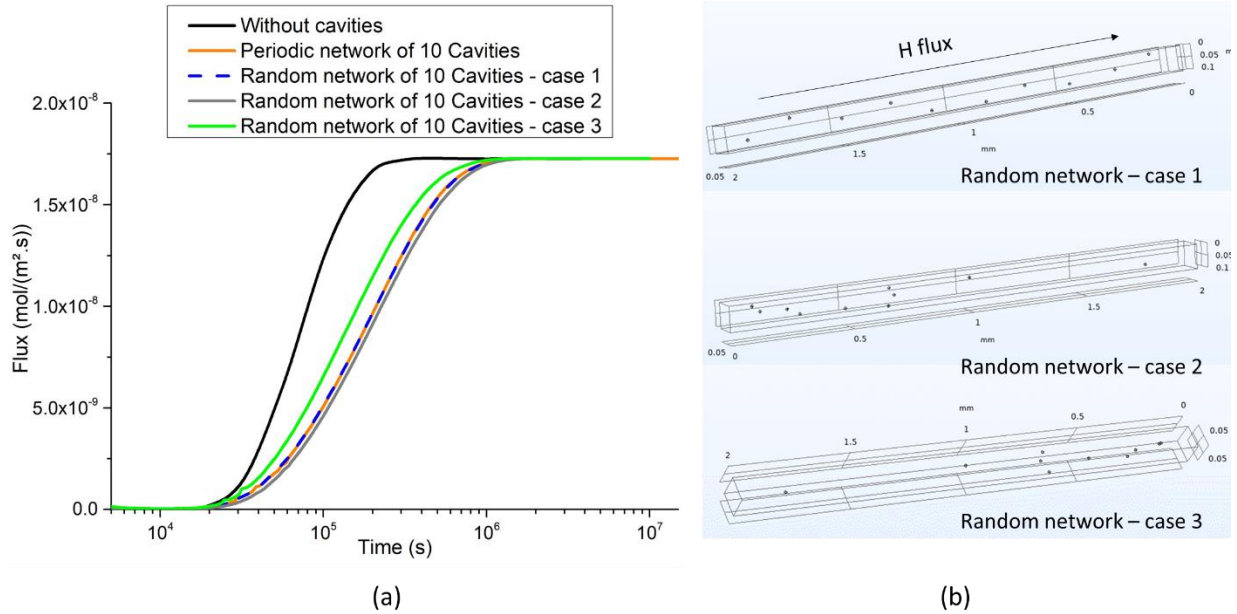 Without cavities
Periodic network of 10 Cavities
Random network of 10 Cavities - case 1
Random network of 10 Cavities - case 2
Random network of 10 Cavities - case 3
Flux (mol/(m².s))
2.0x10⁻⁸
1.5x10⁻⁸
1.0x10⁻⁸
5.0x10⁻⁹
0.0
10⁴ 10⁵ 10⁶ 10⁷
Time (s)
(a)
H flux
0
0.05
0.1
0
0.5
1
mm
1.5
0.05 2
Random network – case 1
0
0.05
0.1
2
1.5
1
mm
0.5
0.05 0
Random network – case 2
mm
0
0.5
1
1.5
2
0.05
0.05
Random network – case 3
(b)